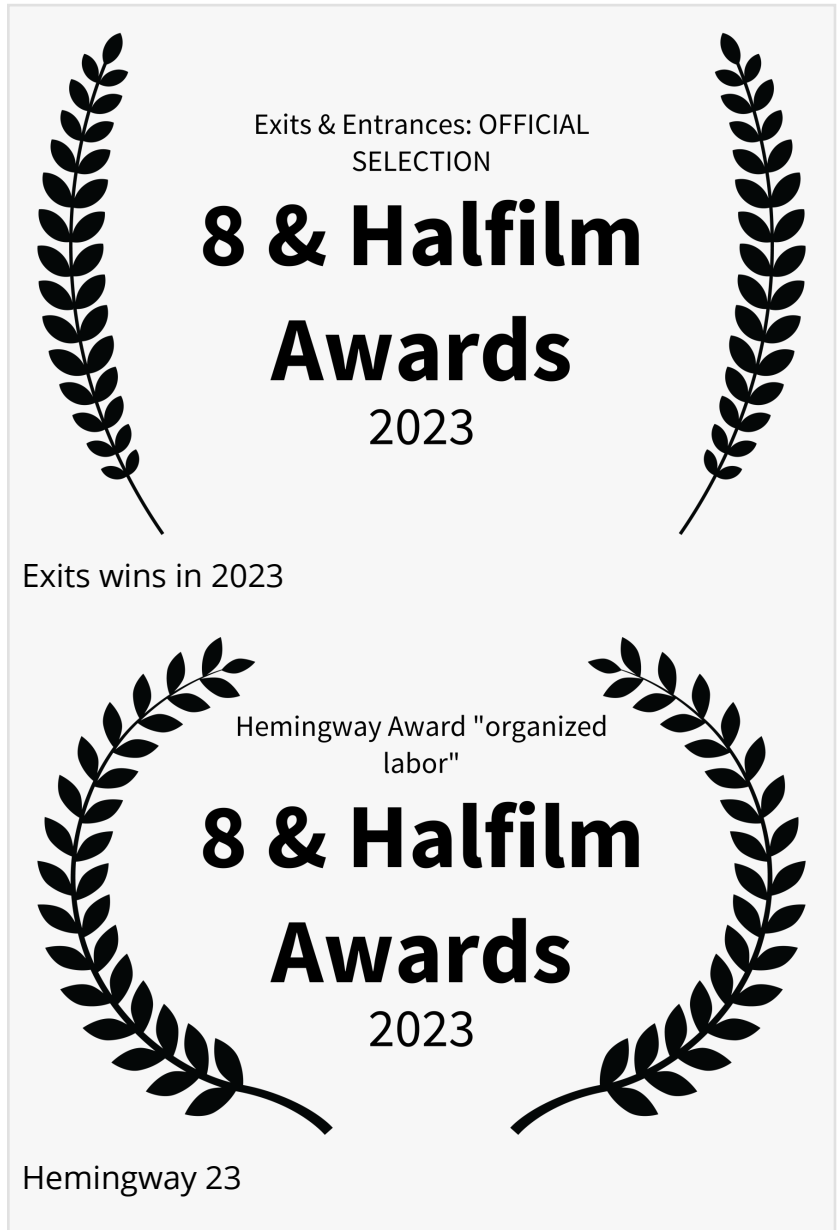 Exits & Entrances: OFFICIAL
SELECTION
8 & Halfilm
Awards
2023
Exits wins in 2023
Hemingway Award "organized
labor"
8 & Halfilm
Awards
2023
Hemingway 23